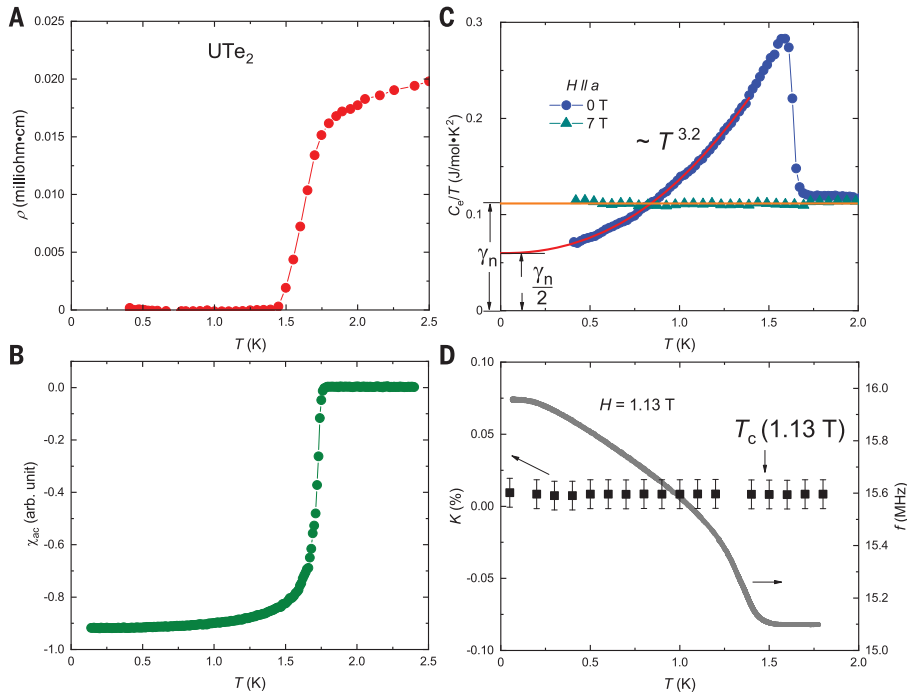 A
UTe₂
0.025
0.020
0.015
0.010
0.005
0
ρ (milliohm•cm)
0
0.5
1.0
1.5
2.0
2.5
T (K)
B
0.0
-0.2
-0.4
-0.6
-0.8
-1.0
χac (arb. unit)
0
0.5
1.0
1.5
2.0
2.5
T (K)
C
H // a
0 T
7 T
~ T^3.2
0.3
0.2
0.1
0
Ce/T (J/mol•K²)
γn
γn
2
0
0.5
1.0
1.5
2.0
T (K)
D
H = 1.13 T
Tc (1.13 T)
0.10
0.05
0.00
-0.05
-0.10
K (%)
16.0
15.8
15.6
15.4
15.2
15.0
f (MHz)
0
0.5
1.0
1.5
2.0
T (K)